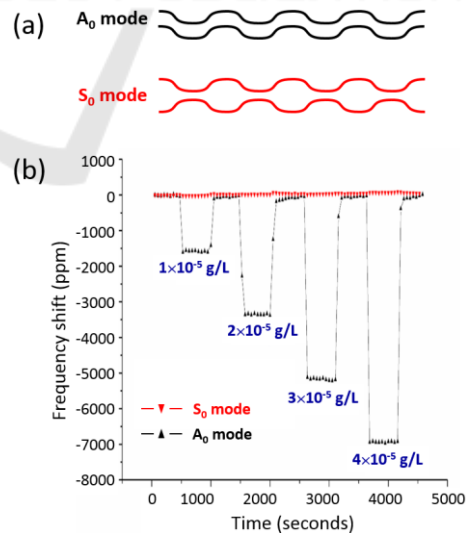 (a)
A₀ mode
S₀ mode
(b)
1000
0
-1000
-2000
-3000
-4000
-5000
-6000
-7000
-8000
Frequency shift (ppm)
1×10⁻⁵ g/L
2×10⁻⁵ g/L
3×10⁻⁵ g/L
4×10⁻⁵ g/L
S₀ mode
A₀ mode
0 1000 2000 3000 4000 5000
Time (seconds)